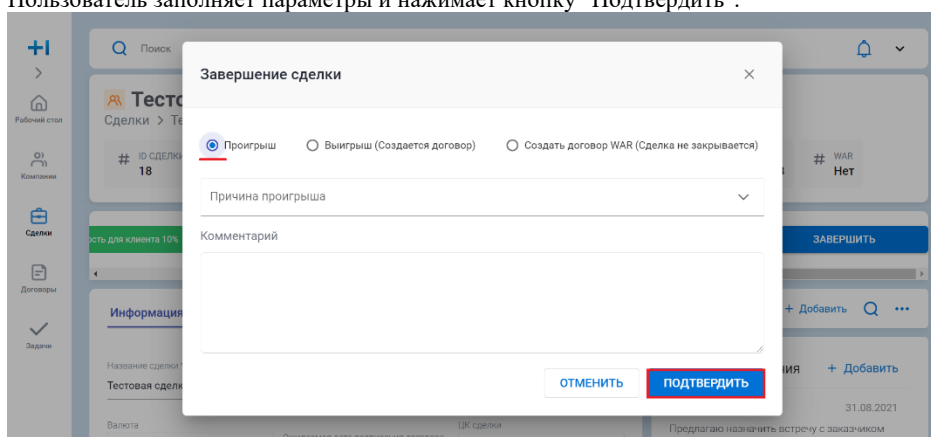 Пользователь заполняет параметры и нажимает кнопку "Подтвердить".
Поиск
Завершение сделки
Рабочий стол
Тесто
Сделки > Те
Проигрыш
Выигрыш (Создается договор)
Создать договор WAR (Сделка не закрывается)
# ID СДЕЛКИ
18
# WAR
Нет
Компании
Причина проигрыша
Сделки
Комментарий
ость для клиента 10%
ЗАВЕРШИТЬ
Договоры
Информация
+ Добавить
Задачи
Название сделки *
Тестовая сделк
ОТМЕНИТЬ
ПОДТВЕРДИТЬ
ия
+ Добавить
31.08.2021
Валюта
ЦК сделки
Предлагаю назначить встречу с заказчиком